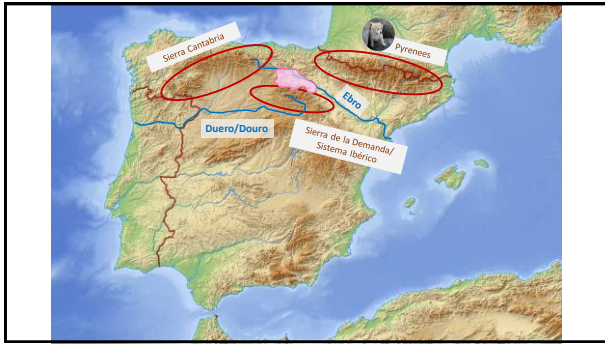 Sierra Cantabria
Pyrenees
Ebro
Duero/Douro
Sierra de la Demanda/
Sistema Ibérico